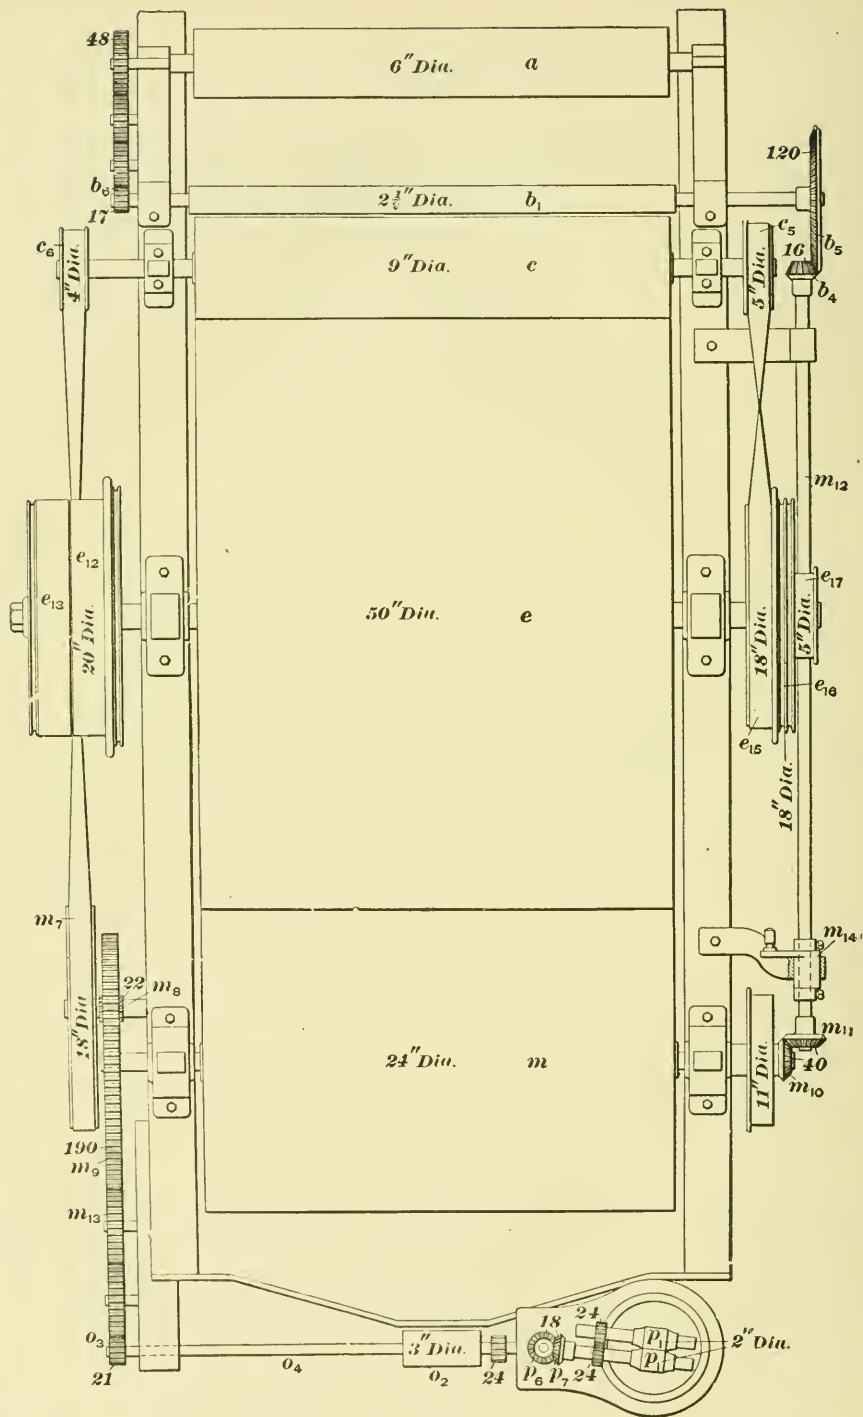 48
6" Dia. a
120
b6
2 1/4" Dia. b1
17
c6
c5
b5
4" Dia.
9" Dia. c
16
5" Dia.
b4
m12
e12
e13
20" Dia.
50" Dia. e
18" Dia.
e17
5" Dia.
e16
e15
18" Dia.
m7
m14
22 m8
18" Dia
m11
24" Dia. m
11" Dia.
40
m10
190
m9
m13
18
24
o3
3" Dia.
p1
2" Dia.
p1
o4
21
o2
24
p6 p7
24